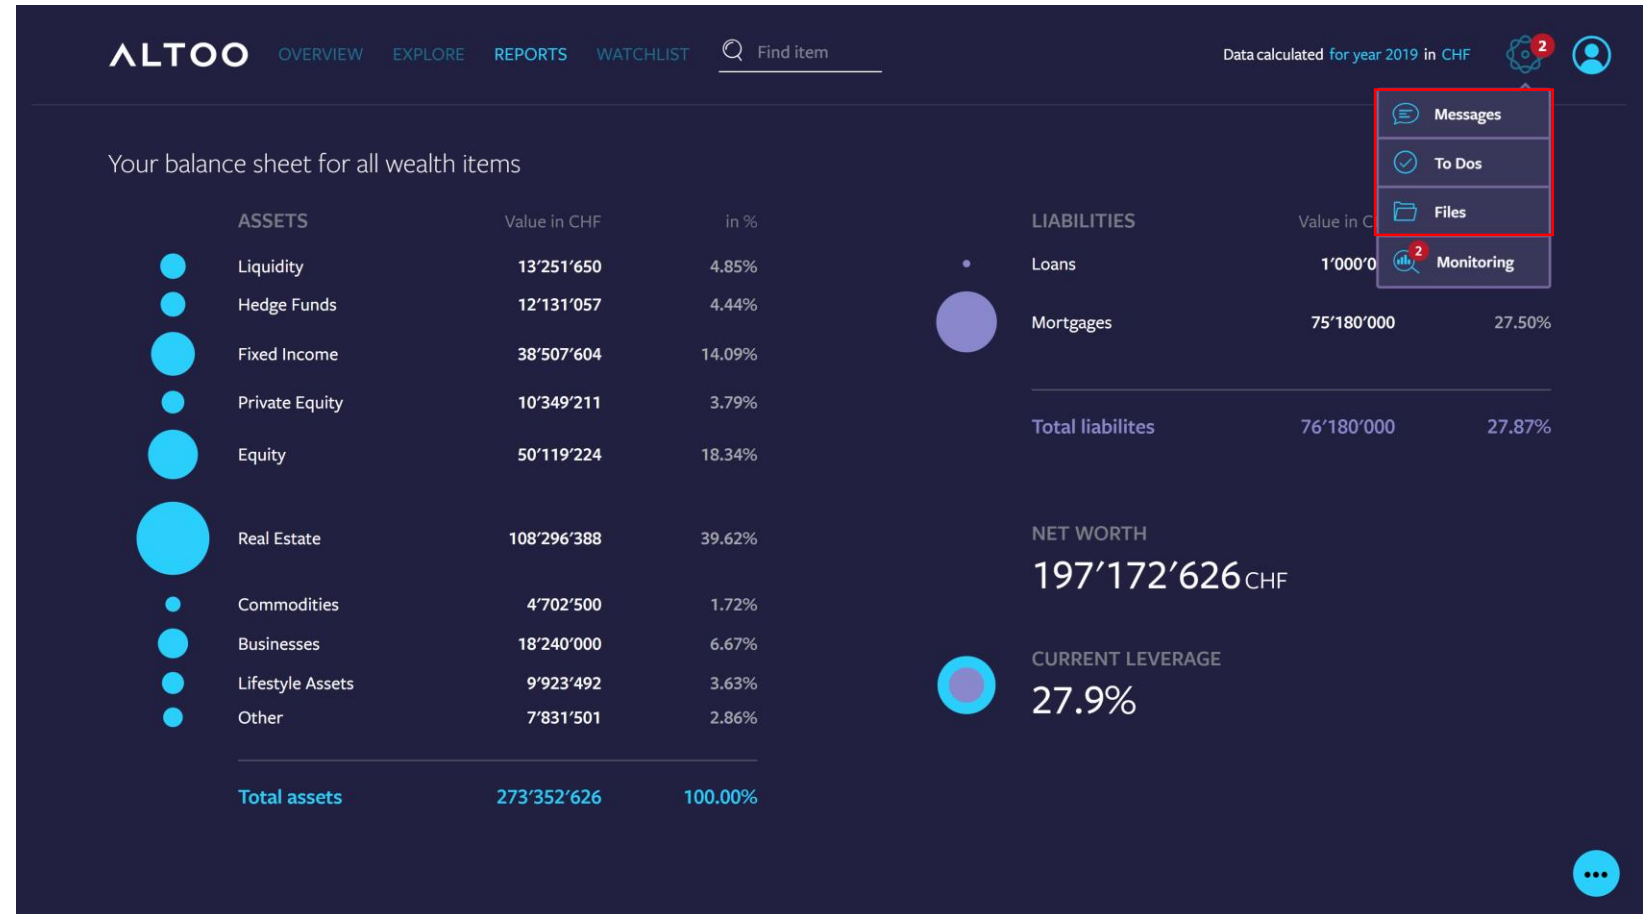 ALTOO OVERVIEW EXPLORE REPORTS WATCHLIST Find item Data calculated for year 2019 in CHF 2
Messages
To Dos
Files
2 Monitoring
Your balance sheet for all wealth items
ASSETS Value in CHF in %
Liquidity 13′251′650 4.85%
Hedge Funds 12′131′057 4.44%
Fixed Income 38′507′604 14.09%
Private Equity 10′349′211 3.79%
Equity 50′119′224 18.34%
Real Estate 108′296′388 39.62%
Commodities 4′702′500 1.72%
Businesses 18′240′000 6.67%
Lifestyle Assets 9′923′492 3.63%
Other 7′831′501 2.86%
Total assets 273′352′626 100.00%
LIABILITIES Value in C
Loans 1′000′0
Mortgages 75′180′000 27.50%
Total liabilites 76′180′000 27.87%
NET WORTH
197′172′626 CHF
CURRENT LEVERAGE
27.9%